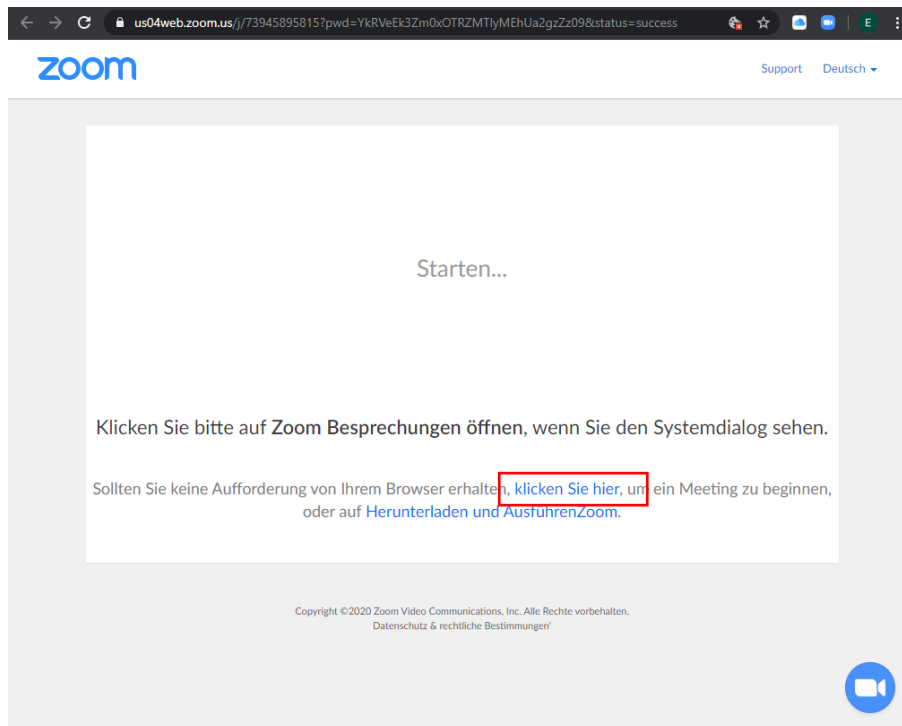 us04web.zoom.us/j/73945895815?pwd=YkRVeEk3Zm0xOTRZMTlyMEhUa2gzZz09&status=success
E
zoom
Support
Deutsch
Starten...
Klicken Sie bitte auf Zoom Besprechungen öffnen, wenn Sie den Systemdialog sehen.
Sollten Sie keine Aufforderung von Ihrem Browser erhalten, klicken Sie hier, um ein Meeting zu beginnen,
oder auf Herunterladen und AusführenZoom.
Copyright ©2020 Zoom Video Communications, Inc. Alle Rechte vorbehalten.
Datenschutz & rechtliche Bestimmungen'